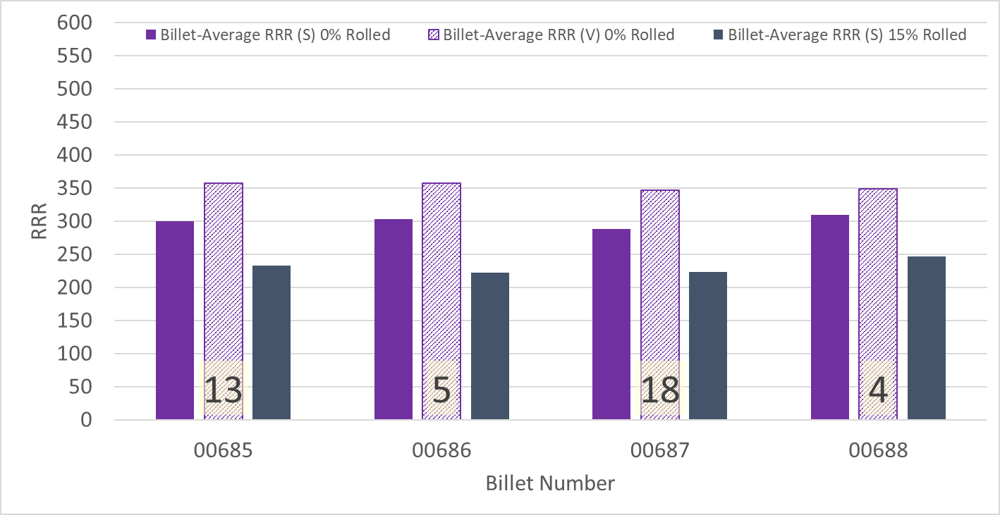 600
Billet-Average RRR (S) 0% Rolled Billet-Average RRR (V) 0% Rolled Billet-Average RRR (S) 15% Rolled
550
500
450
400
350
RRR
300
250
200
150
100
50
0
13 5 18 4
00685 00686 00687 00688
Billet Number